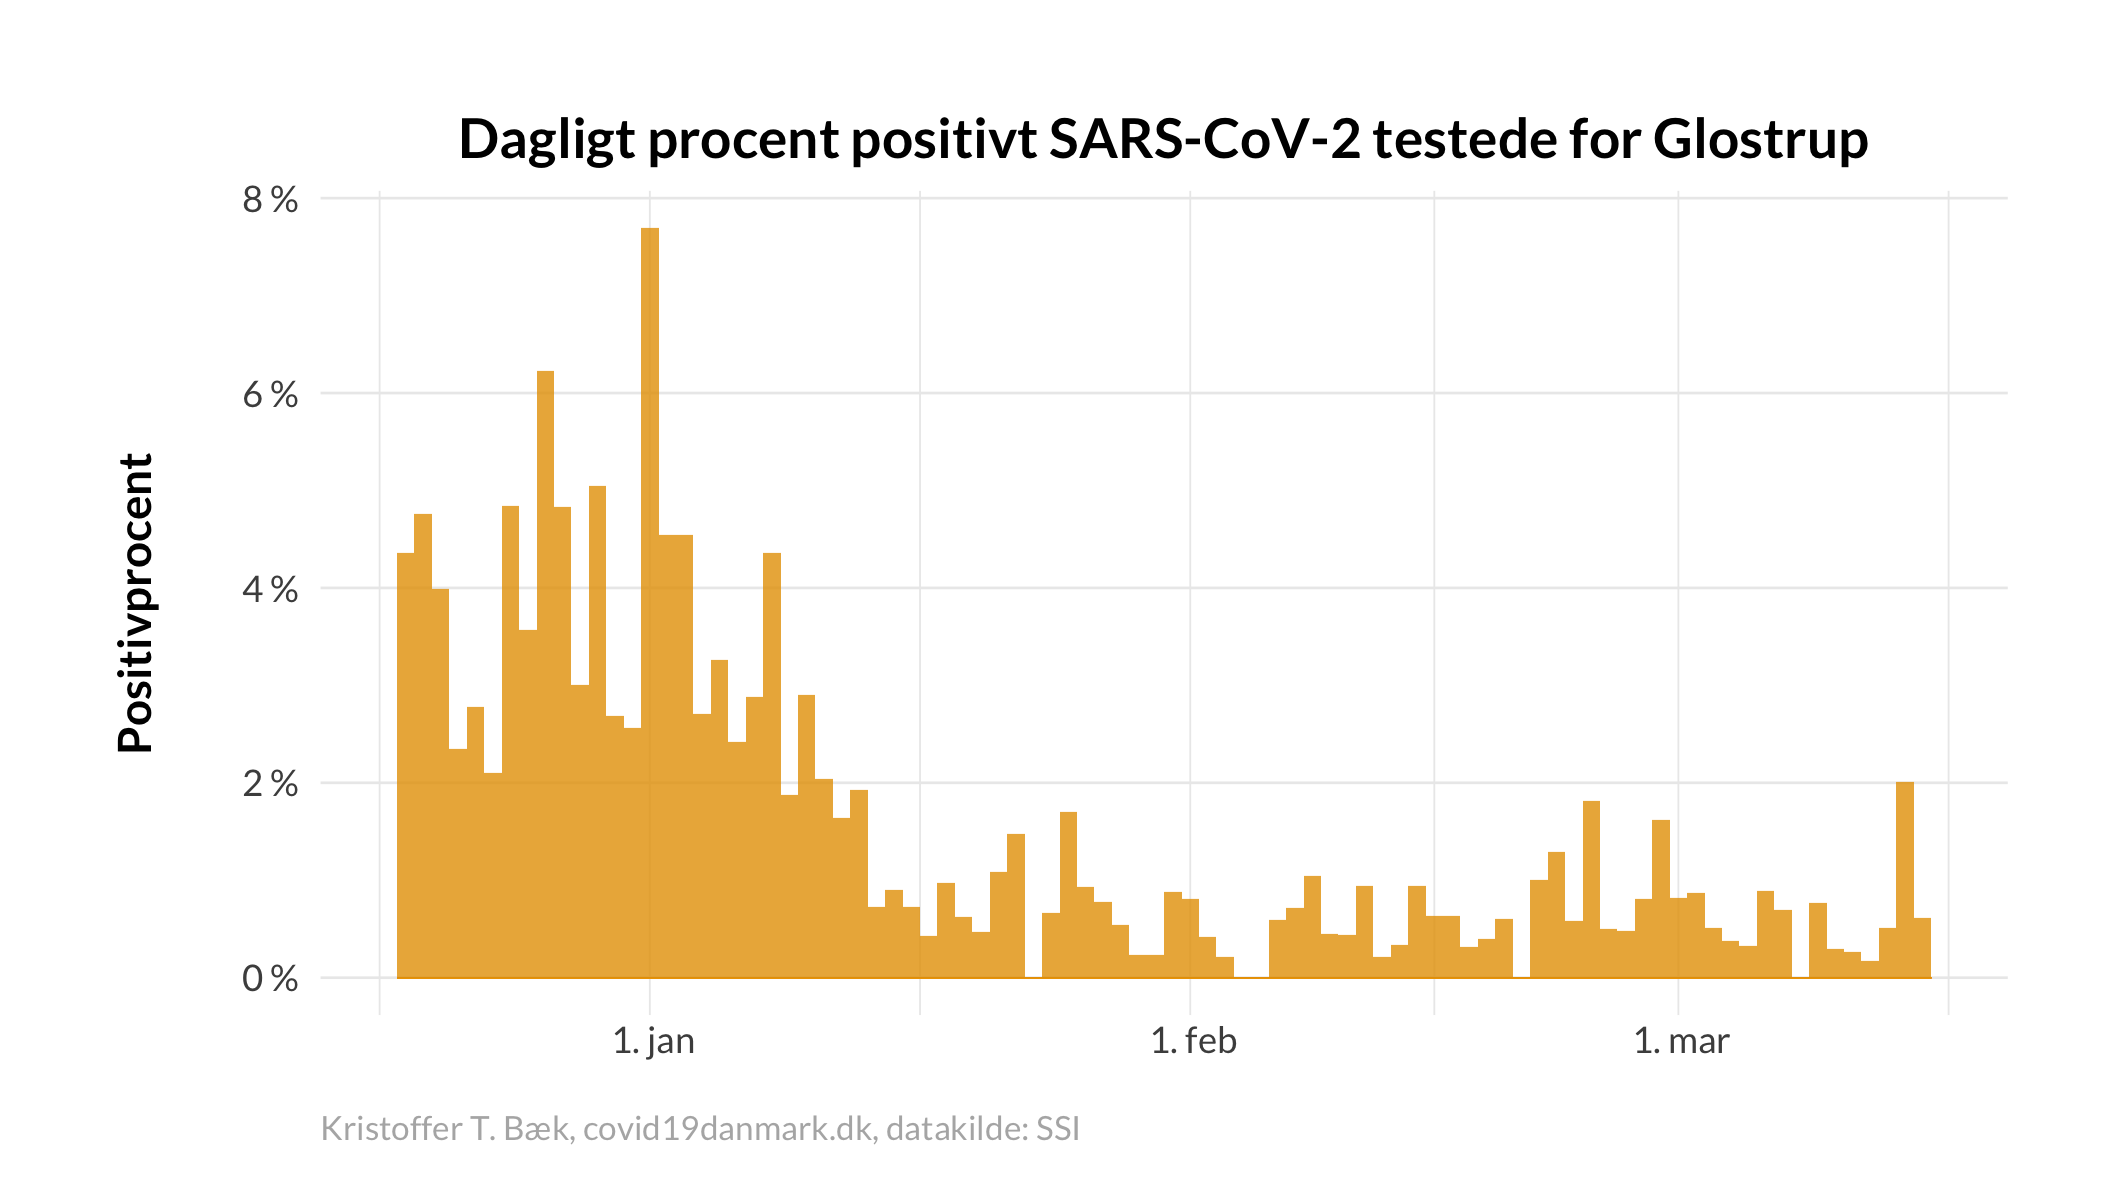 Dagligt procent positivt SARS-CoV-2 testede for Glostrup
Positivprocent
8 %
6 %
4 %
2 %
0 %
1. jan
1. feb
1. mar
Kristoffer T. Bæk, covid19danmark.dk, datakilde: SSI